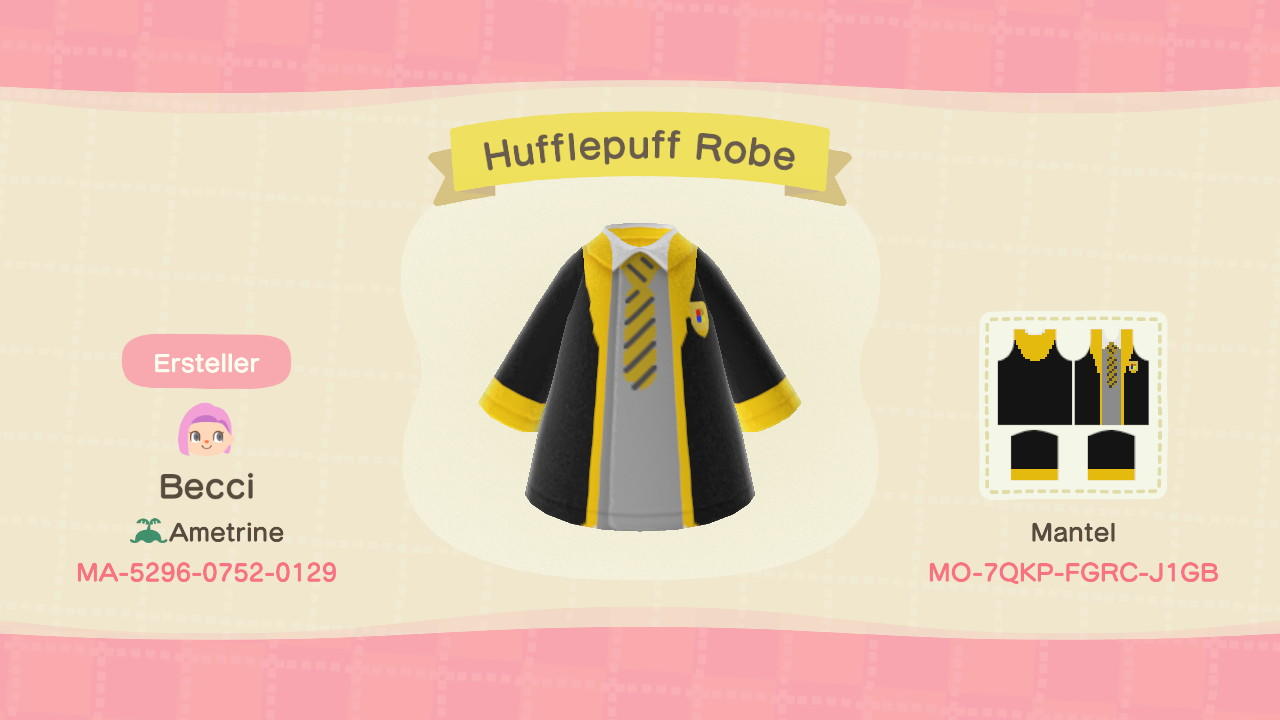 Hufflepuff Robe
Ersteller
Becci
Ametrine
MA-5296-0752-0129
Mantel
MO-7QKP-FGRC-J1GB